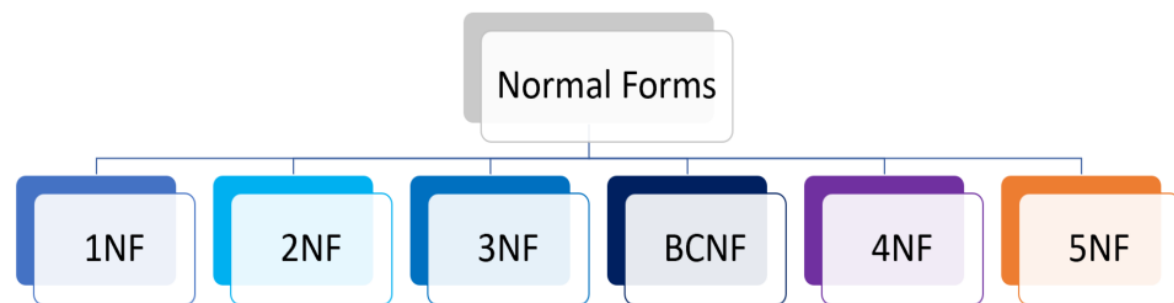 Normal Forms
1NF
2NF
3NF
BCNF
4NF
5NF